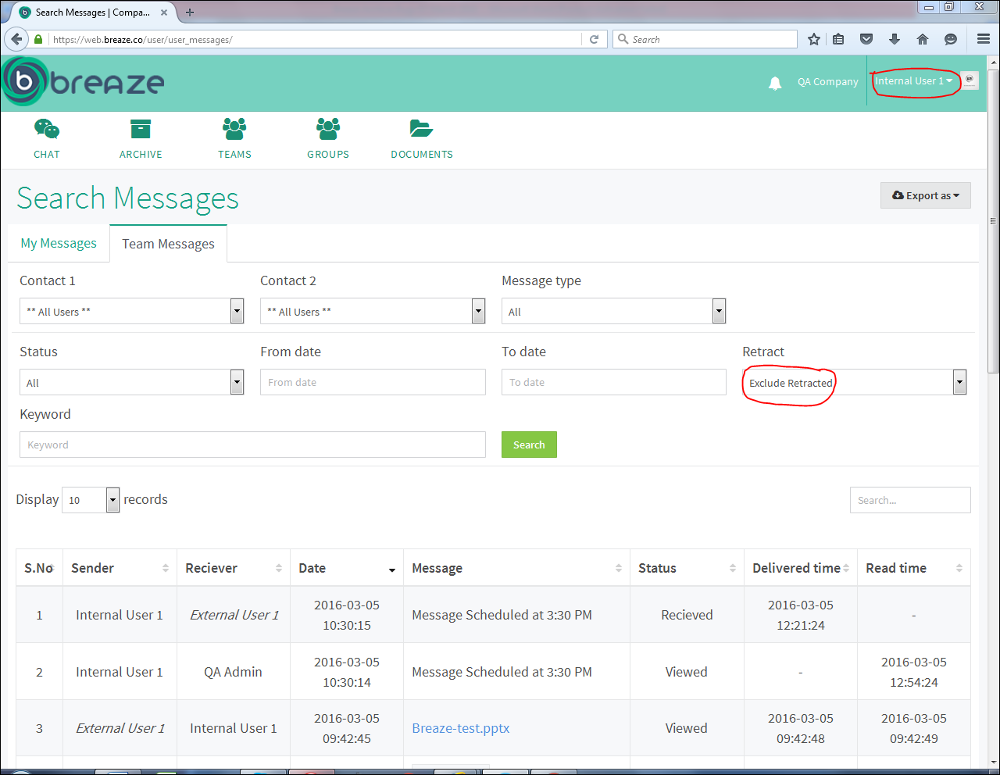 Search Messages | Compa...
https://web.breaze.co/user/user_messages/
Search
b breaze
QA Company
Internal User 1
CHAT
ARCHIVE
TEAMS
GROUPS
DOCUMENTS
Search Messages
Export as
My Messages
Team Messages
Contact 1
Contact 2
Message type
** All Users **
** All Users **
All
Status
From date
To date
Retract
All
From date
To date
Exclude Retracted
Keyword
Keyword
Search
Display 10 records
Search...
S.No Sender Reciever Date Message Status Delivered time Read time
1 Internal User 1 External User 1 2016-03-05 10:30:15 Message Scheduled at 3:30 PM Recieved 2016-03-05 12:21:24 -
2 Internal User 1 QA Admin 2016-03-05 10:30:14 Message Scheduled at 3:30 PM Viewed - 2016-03-05 12:54:24
3 External User 1 Internal User 1 2016-03-05 09:42:45 Breaze-test.pptx Viewed 2016-03-05 09:42:48 2016-03-05 09:42:49